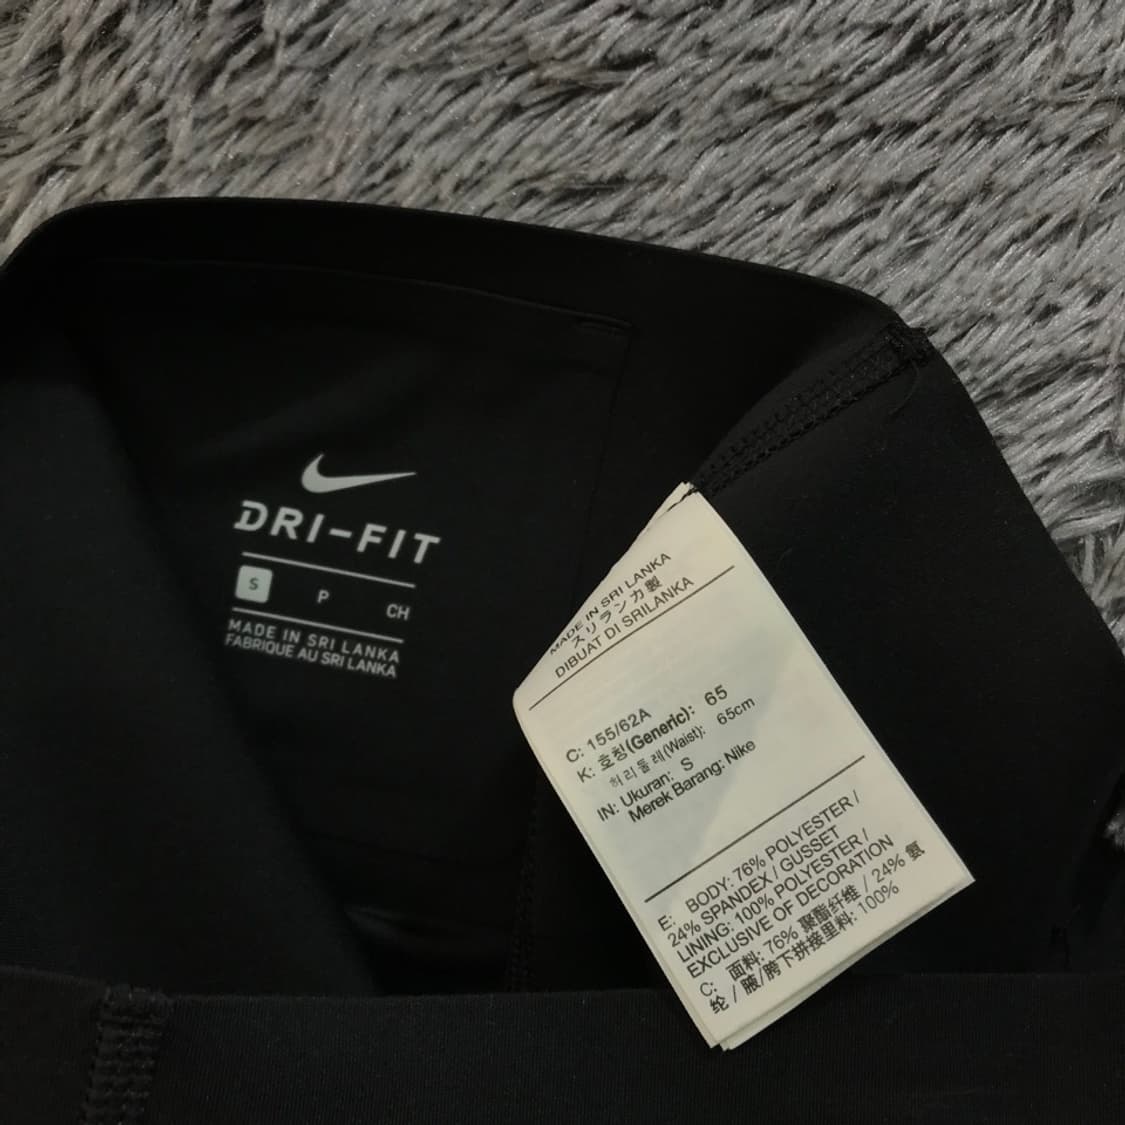 DRI-FIT
S P CH
MADE IN SRI LANKA
FABRIQUE AU SRI LANKA
MADE IN SRI LANKA
スリランカ製
DIBUAT DI SRILANKA
C: 155/62A
K: 호칭(Generic): 65
허리둘레(Waist): 65cm
IN: Ukuran: S
Merek Barang: Nike
E: BODY: 76% POLYESTER /
24% SPANDEX / GUSSET
LINING: 100% POLYESTER /
EXCLUSIVE OF DECORATION
C: 面料: 76% 聚酯纤维 / 24% 氨
纶 / 腋/胯下拼接里料: 100%